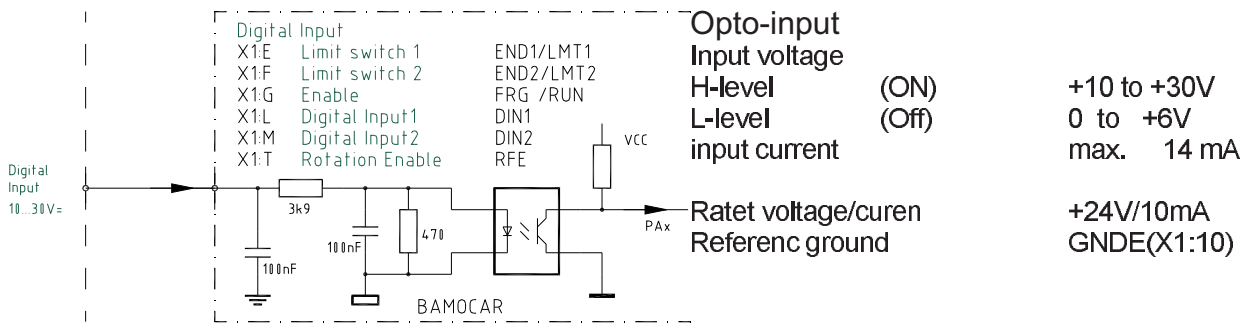 Digital Input
X1:E Limit switch 1 END1/LMT1
X1:F Limit switch 2 END2/LMT2
X1:G Enable FRG /RUN
X1:L Digital Input1 DIN1
X1:M Digital Input2 DIN2
X1:T Rotation Enable RFE
Digital
Input
10...30V=
3k9
100nF
100nF
470
VCC
PAx
BAMOCAR
Opto-input
Input voltage
H-level (ON) +10 to +30V
L-level (Off) 0 to +6V
input current max. 14 mA
Ratet voltage/curen +24V/10mA
Referenc ground GNDE(X1:10)